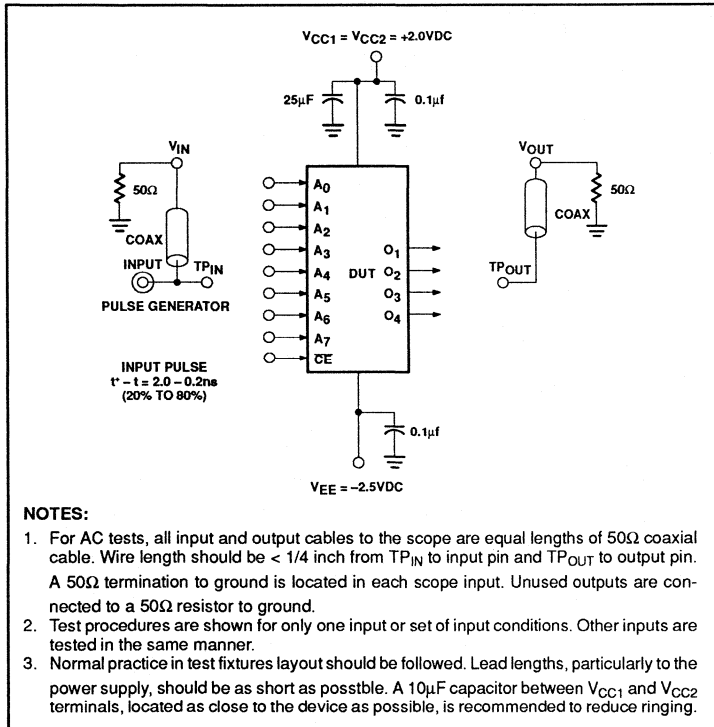 VCC1 = VCC2 = +2.0VDC
25µF
0.1µf
VIN
50Ω
COAX
INPUT
TPIN
PULSE GENERATOR
INPUT PULSE
t⁺ – t = 2.0 – 0.2ns
(20% TO 80%)
A0
A1
A2
A3
A4
A5
A6
A7
CE
DUT
O1
O2
O3
O4
VOUT
50Ω
COAX
TPOUT
0.1µf
VEE = –2.5VDC
NOTES:
1. For AC tests, all input and output cables to the scope are equal lengths of 50Ω coaxial
cable. Wire length should be < 1/4 inch from TPIN to input pin and TPOUT to output pin.
A 50Ω termination to ground is located in each scope input. Unused outputs are con-
nected to a 50Ω resistor to ground.
2. Test procedures are shown for only one input or set of input conditions. Other inputs are
tested in the same manner.
3. Normal practice in test fixtures layout should be followed. Lead lengths, particularly to the
power supply, should be as short as posstble. A 10µF capacitor between VCC1 and VCC2
terminals, located as close to the device as possible, is recommended to reduce ringing.